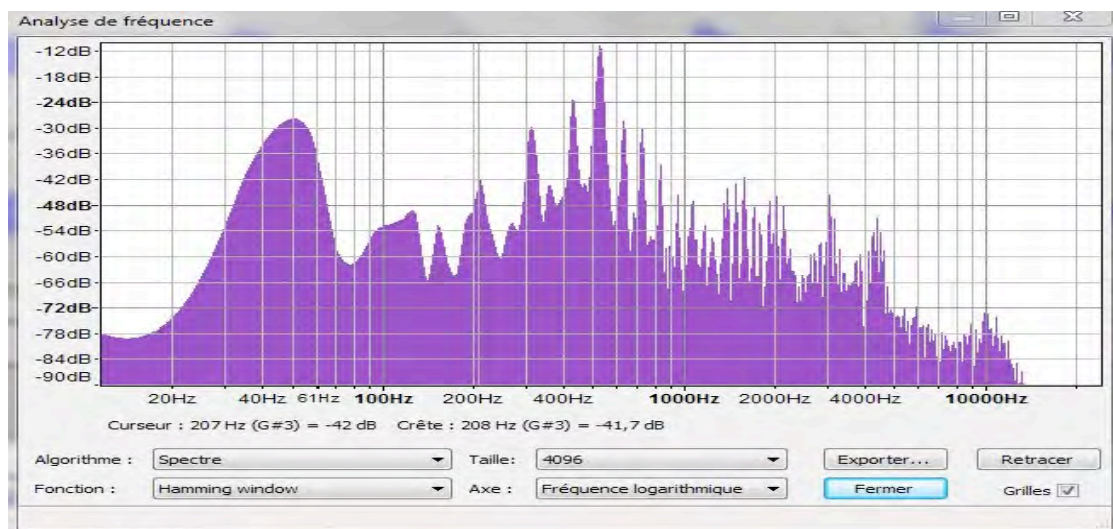 Analyse de fréquence
-12dB
-18dB
-24dB
-30dB
-36dB
-42dB
-48dB
-54dB
-60dB
-66dB
-72dB
-78dB
-84dB
-90dB
20Hz 40Hz 61Hz 100Hz 200Hz 400Hz 1000Hz 2000Hz 4000Hz 10000Hz
Curseur : 207 Hz (G#3) = -42 dB Crête : 208 Hz (G#3) = -41,7 dB
Algorithme : Spectre Taille: 4096 Exporter... Retracer
Fonction : Hamming window Axe : Fréquence logarithmique Fermer Grilles